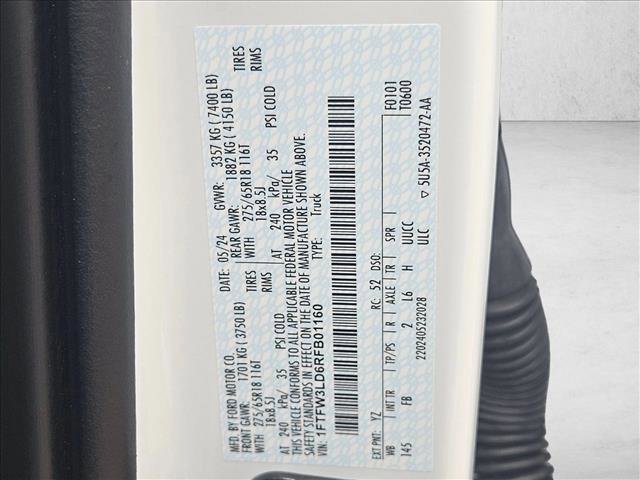 MFD. BY FORD MOTOR CO.
DATE: 05/24 GVWR: 3357 KG ( 7400 LB)
FRONT GAWR: 1701 KG ( 3750 LB) REAR GAWR: 1882 KG ( 4150 LB)
WITH 275/65R18 116T TIRES WITH 275/65R18 116T TIRES
18x8.5J RIMS 18x8.5J RIMS
AT 240 kPa/ 35 PSI COLD AT 240 kPa/ 35 PSI COLD
THIS VEHICLE CONFORMS TO ALL APPLICABLE FEDERAL MOTOR VEHICLE
SAFETY STANDARDS IN EFFECT ON THE DATE OF MANUFACTURE SHOWN ABOVE.
VIN: 1FTFW3LD6RFB01160 TYPE: Truck
EXT PNT: YZ RC: 52 DSO: F0101
T0600
WB INT TR TP/PS R AXLE TR SPR
145 FB 2 L6 H UUCC
ULC
2202405232028 ▽ 5U5A-3520472-AA